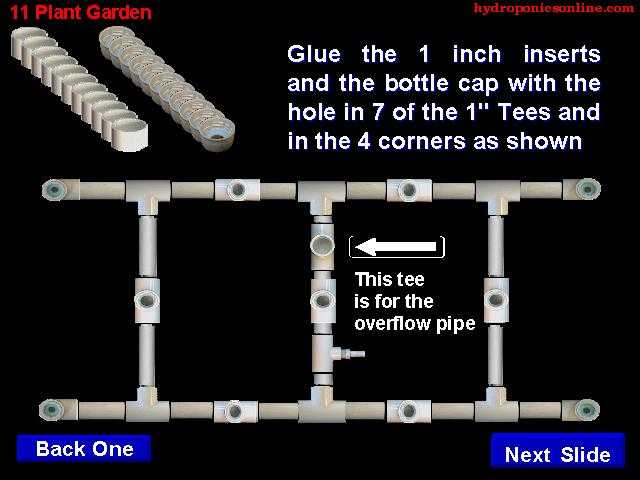 11 Plant Garden
hydroponicsonline.com
Glue the 1 inch inserts
and the bottle cap with the
hole in 7 of the 1" Tees and
in the 4 corners as shown
This tee
is for the
overflow pipe
Back One
Next Slide